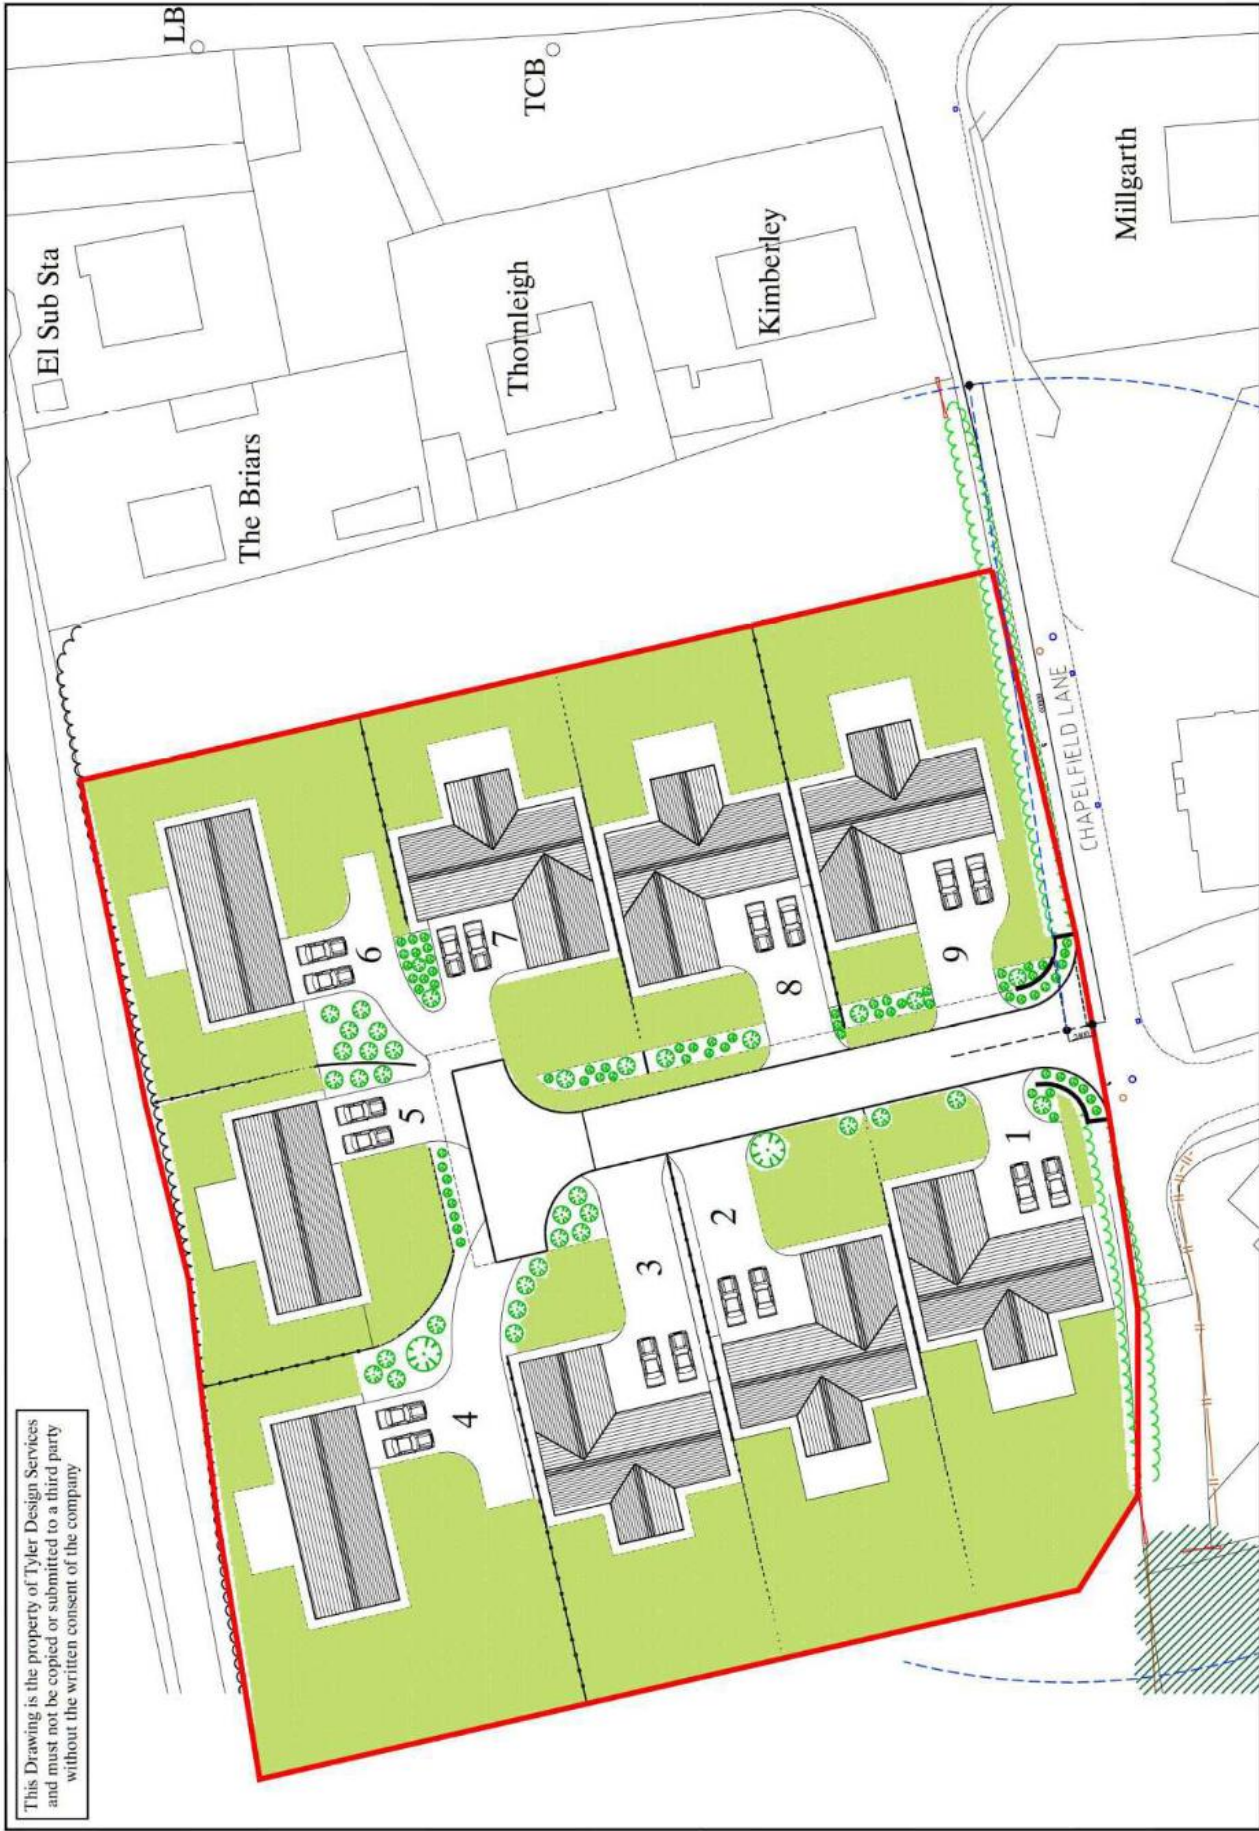 This Drawing is the property of Tyler Design Services
and must not be copied or submitted to a third party
without the written consent of the company
El Sub Sta
LB
The Briars
Thornleigh
TCB
Kimberley
Millgarth
CHAPELFIELD LANE
4
5
6
3
7
2
8
1
9